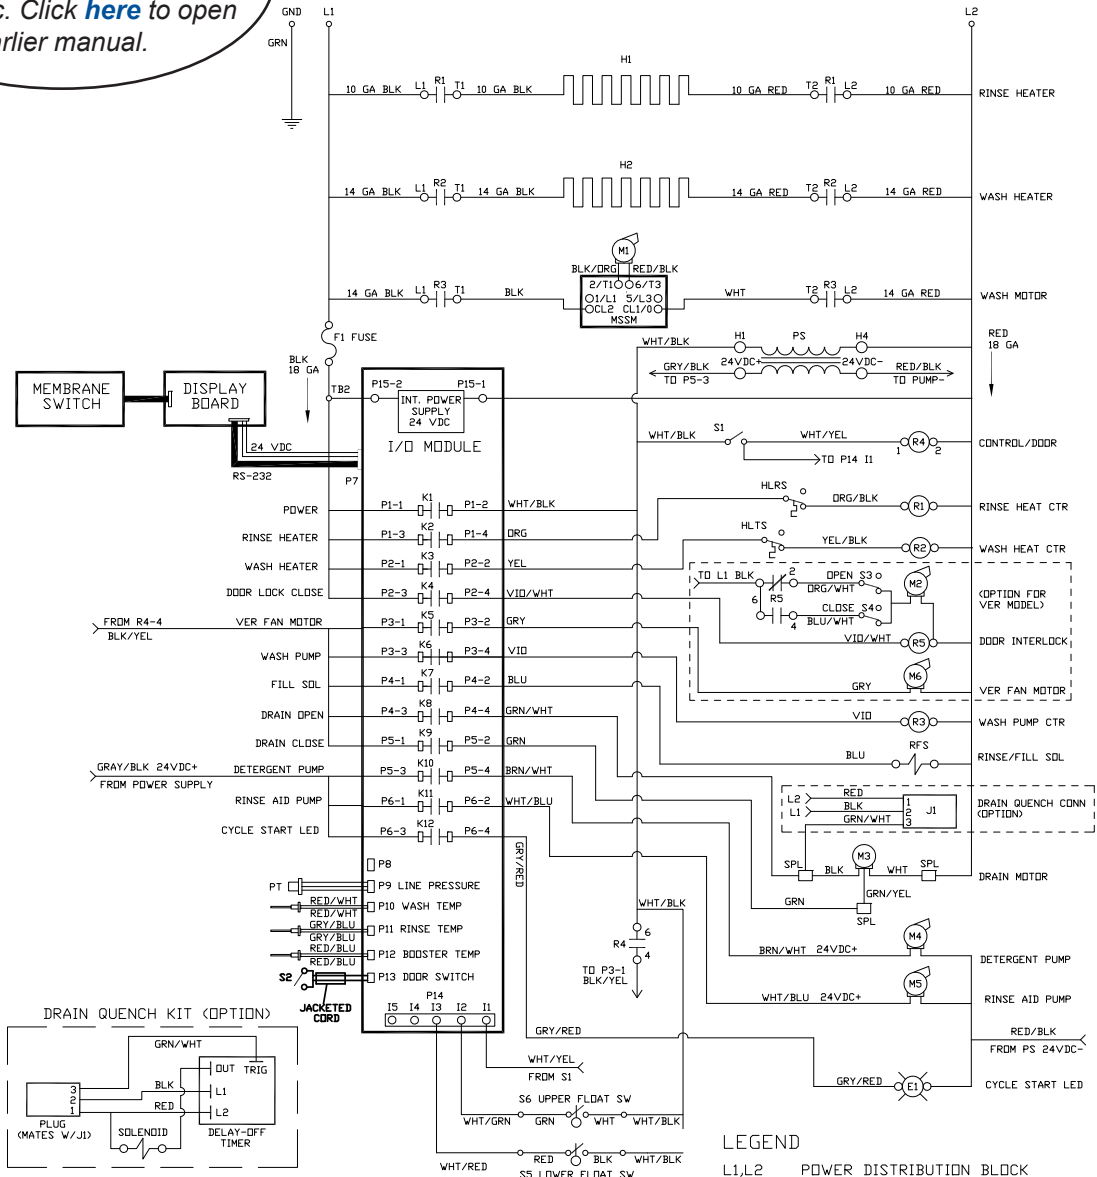 c. Click here to open
rlier manual.
GND L1 L2
GRN
H1
10 GA BLK L1 R1 T1 10 GA BLK 10 GA RED T2 R1 L2 10 GA RED RINSE HEATER
H2
14 GA BLK L1 R2 T1 14 GA BLK 14 GA RED T2 R2 L2 14 GA RED WASH HEATER
M1
BLK/ORG RED/BLK
2/T1 6/T3
1/L1 5/L3
CL2 CL1/0
MSSM
14 GA BLK L1 R3 T1 BLK WHT T2 R3 L2 14 GA RED WASH MOTOR
F1 FUSE
WHT/BLK H1 PS H4
RED
18 GA
BLK
18 GA
GRY/BLK 24VDC+ 24VDC- RED/BLK
TO P5-3 TO PUMP-
MEMBRANE
SWITCH
DISPLAY
BOARD
TB2 P15-2 P15-1
INT. POWER
SUPPLY
24 VDC
I/O MODULE
24 VDC
RS-232
P7
WHT/BLK S1 WHT/YEL 1 R4 2 CONTROL/DOOR
TO P14 I1
HLRS ORG/BLK R1 RINSE HEAT CTR
HLTS YEL/BLK R2 WASH HEAT CTR
POWER P1-1 K1 P1-2 WHT/BLK
RINSE HEATER P1-3 K2 P1-4 ORG
WASH HEATER P2-1 K3 P2-2 YEL
DOOR LOCK CLOSE P2-3 K4 P2-4 VIO/WHT
FROM R4-4
BLK/YEL
VER FAN MOTOR P3-1 K5 P3-2 GRY
WASH PUMP P3-3 K6 P3-4 VIO
FILL SOL P4-1 K7 P4-2 BLU
DRAIN OPEN P4-3 K8 P4-4 GRN/WHT
DRAIN CLOSE P5-1 K9 P5-2 GRN
GRAY/BLK 24VDC+
FROM POWER SUPPLY
DETERGENT PUMP P5-3 K10 P5-4 BRN/WHT
RINSE AID PUMP P6-1 K11 P6-2 WHT/BLU
CYCLE START LED P6-3 K12 P6-4
GRY/RED
TO L1 BLK 2 OPEN S3 M2
ORG/WHT
(OPTION FOR
VER MODEL)
6 R5 CLOSE S4
4 BLU/WHT
VIO/WHT R5 DOOR INTERLOCK
M6
GRY VER FAN MOTOR
VIO R3 WASH PUMP CTR
BLU RFS RINSE/FILL SOL
L2 RED 1
L1 BLK 2 J1
GRN/WHT 3
DRAIN QUENCH CONN
(OPTION)
SPL BLK M3 WHT SPL DRAIN MOTOR
GRN GRN/YEL
SPL
P8
PT P9 LINE PRESSURE
RED/WHT P10 WASH TEMP
RED/WHT
GRY/BLU P11 RINSE TEMP
GRY/BLU
RED/BLU P12 BOOSTER TEMP
RED/BLU
S2 P13 DOOR SWITCH
JACKETED
CORD
P14
I5 I4 I3 I2 I1
WHT/BLK
R4 6
4
TO P3-1
BLK/YEL
BRN/WHT 24VDC+ M4 DETERGENT PUMP
WHT/BLU 24VDC+ M5 RINSE AID PUMP
GRY/RED
RED/BLK
FROM PS 24VDC-
WHT/YEL
FROM S1
GRY/RED E1 CYCLE START LED
S6 UPPER FLOAT SW
WHT/GRN GRN WHT WHT/BLK
WHT/RED RED BLK WHT/BLK
S5 LOWER FLOAT SW
DRAIN QUENCH KIT (OPTION)
GRN/WHT
OUT TRIG
3 BLK L1
2
1 RED L2
PLUG
(MATES W/J1)
SOLENOID
DELAY-OFF
TIMER
LEGEND
L1,L2 POWER DISTRIBUTION BLOCK